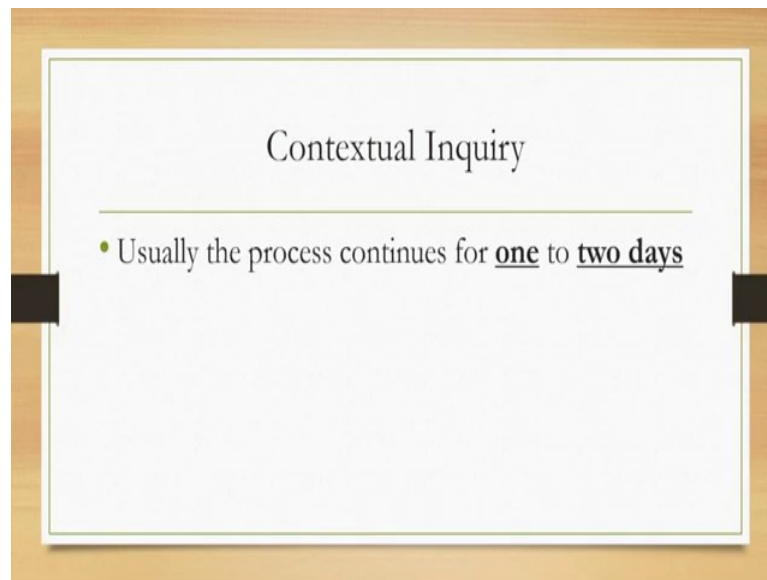 Contextual Inquiry
• Usually the process continues for one to two days